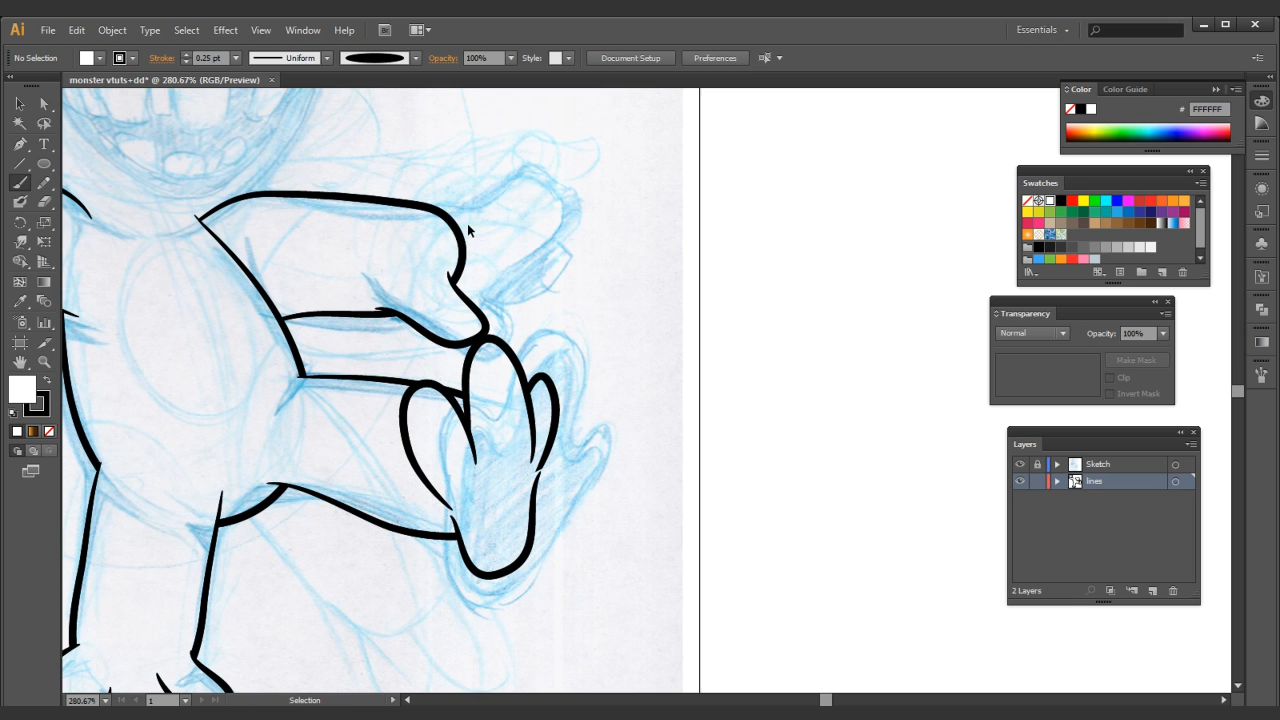 Ai File Edit Object Type Select Effect View Window Help Br Essentials
No Selection Stroke: 0.25 pt Uniform Opacity: 100% Style: Document Setup Preferences
monster vtuts+dd* @ 280.67% (RGB/Preview)
Color Color Guide
# FFFFFF
Swatches
Transparency
Normal Opacity: 100%
Make Mask
Clip
Invert Mask
Layers
Sketch
lines
2 Layers
280.67% 1 Selection